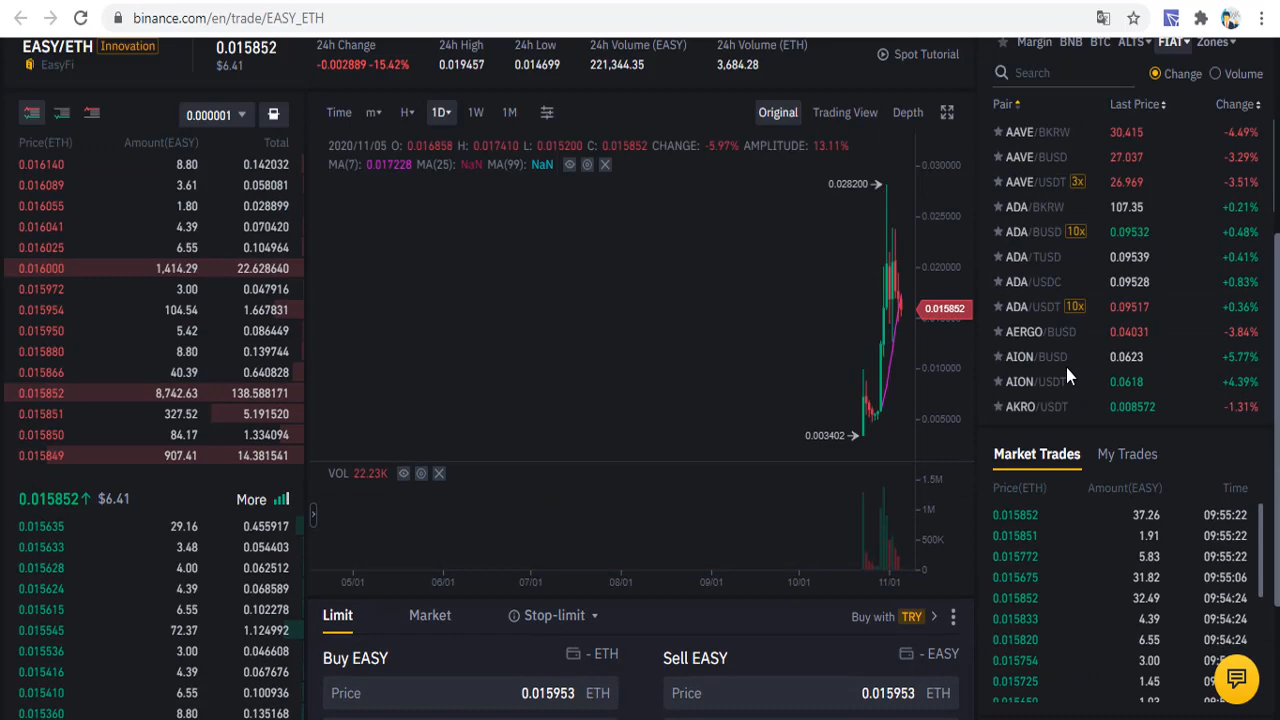 binance.com/en/trade/EASY_ETH
EASY/ETH Innovation
EasyFi
0.015852
$6.41
24h Change
-0.002889 -15.42%
24h High
0.019457
24h Low
0.014699
24h Volume (EASY)
221,344.35
24h Volume (ETH)
3,684.28
Spot Tutorial
Margin BNB BTC ALTS FIAT Zones
Search
Change Volume
0.000001
Time m H 1D 1W 1M
Original Trading View Depth
Price(ETH) Amount(EASY) Total
0.016140 8.80 0.142032
0.016089 3.61 0.058081
0.016055 1.80 0.028899
0.016041 4.39 0.070420
0.016025 6.55 0.104964
0.016000 1,414.29 22.628640
0.015972 3.00 0.047916
0.015954 104.54 1.667831
0.015950 5.42 0.086449
0.015880 8.80 0.139744
0.015866 40.39 0.640828
0.015852 8,742.63 138.588171
0.015851 327.52 5.191520
0.015850 84.17 1.334094
0.015849 907.41 14.381541
0.015852↑ $6.41 More
0.015635 29.16 0.455917
0.015633 3.48 0.054403
0.015628 4.00 0.062512
0.015624 4.39 0.068589
0.015615 6.55 0.102278
0.015545 72.37 1.124992
0.015536 3.00 0.046608
0.015416 4.39 0.067676
0.015410 6.55 0.100936
0.015360 8.80 0.135168
2020/11/05 O: 0.016858 H: 0.017410 L: 0.015200 C: 0.015852 CHANGE: -5.97% AMPLITUDE: 13.11%
MA(7): 0.017228 MA(25): NaN MA(99): NaN
0.030000
0.028200
0.025000
0.020000
0.015852
0.010000
0.005000
0.003402
VOL 22.23K
1.5M
1M
500K
0
05/01 06/01 07/01 08/01 09/01 10/01 11/01
Limit Market Stop-limit
Buy with TRY
Buy EASY - ETH
Price 0.015953 ETH
Sell EASY - EASY
Price 0.015953 ETH
Pair Last Price Change
AAVE/BKRW 30,415 -4.49%
AAVE/BUSD 27.037 -3.29%
AAVE/USDT 3x 26.969 -3.51%
ADA/BKRW 107.35 +0.21%
ADA/BUSD 10x 0.09532 +0.48%
ADA/TUSD 0.09539 +0.41%
ADA/USDC 0.09528 +0.83%
ADA/USDT 10x 0.09517 +0.36%
AERGO/BUSD 0.04031 -3.84%
AION/BUSD 0.0623 +5.77%
AION/USDT 0.0618 +4.39%
AKRO/USDT 0.008572 -1.31%
Market Trades My Trades
Price(ETH) Amount(EASY) Time
0.015852 37.26 09:55:22
0.015851 1.91 09:55:22
0.015772 5.83 09:55:22
0.015675 31.82 09:55:06
0.015852 32.49 09:54:24
0.015833 4.39 09:54:24
0.015820 6.55 09:54:24
0.015754 3.00
0.015725 1.45